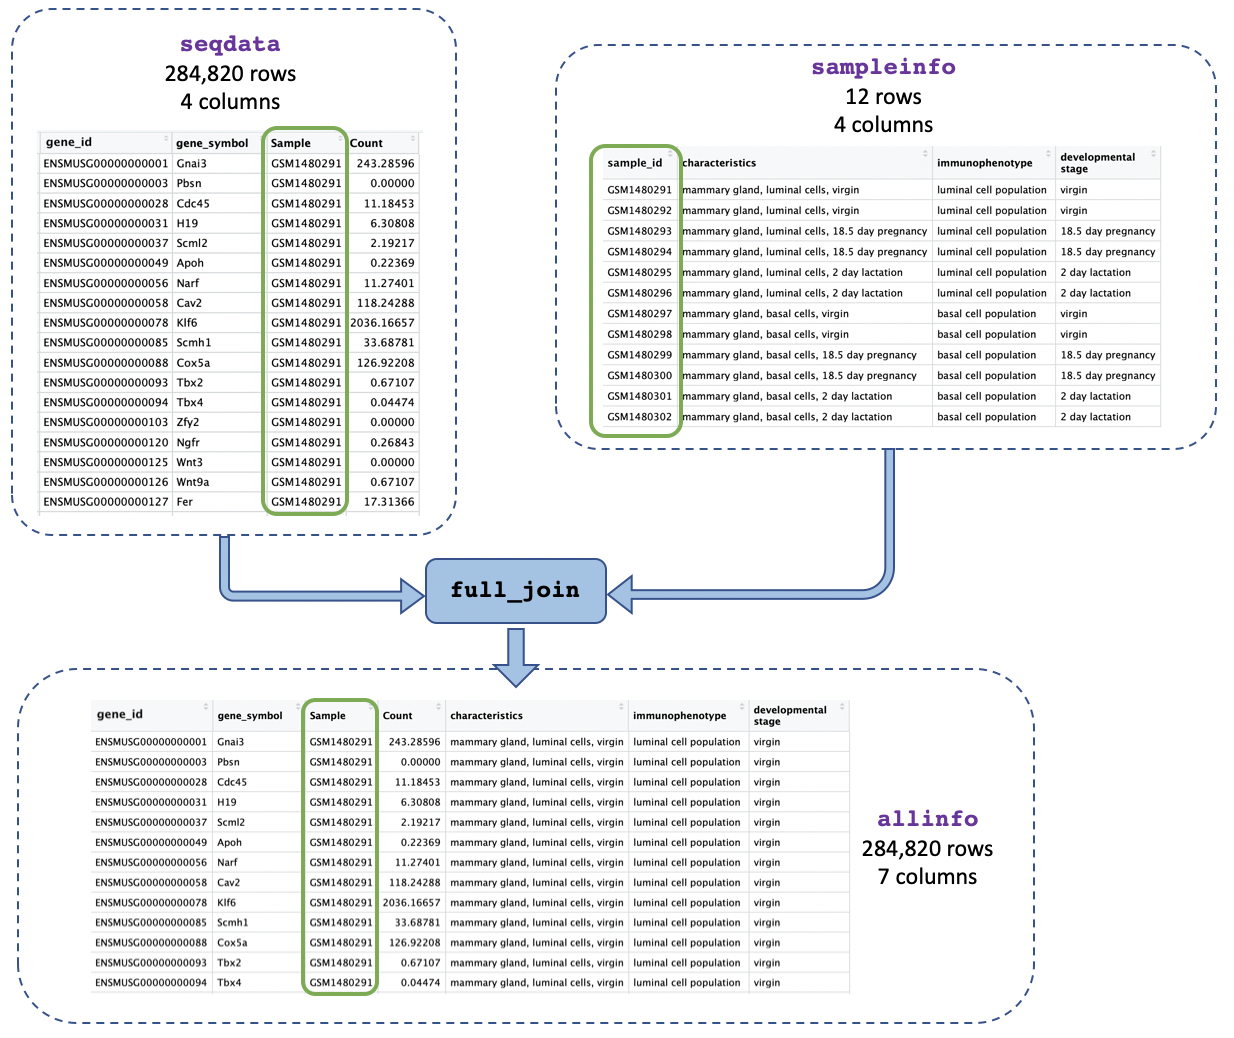 seqdata
284,820 rows
4 columns
gene_id gene_symbol Sample Count
ENSMUSG00000000001 Gnai3 GSM1480291 243.28596
ENSMUSG00000000003 Pbsn GSM1480291 0.00000
ENSMUSG00000000028 Cdc45 GSM1480291 11.18453
ENSMUSG00000000031 H19 GSM1480291 6.30808
ENSMUSG00000000037 Scml2 GSM1480291 2.19217
ENSMUSG00000000049 Apoh GSM1480291 0.22369
ENSMUSG00000000056 Narf GSM1480291 11.27401
ENSMUSG00000000058 Cav2 GSM1480291 118.24288
ENSMUSG00000000078 Klf6 GSM1480291 2036.16657
ENSMUSG00000000085 Scmh1 GSM1480291 33.68781
ENSMUSG00000000088 Cox5a GSM1480291 126.92208
ENSMUSG00000000093 Tbx2 GSM1480291 0.67107
ENSMUSG00000000094 Tbx4 GSM1480291 0.04474
ENSMUSG00000000103 Zfy2 GSM1480291 0.00000
ENSMUSG00000000120 Ngfr GSM1480291 0.26843
ENSMUSG00000000125 Wnt3 GSM1480291 0.00000
ENSMUSG00000000126 Wnt9a GSM1480291 0.67107
ENSMUSG00000000127 Fer GSM1480291 17.31366
sampleinfo
12 rows
4 columns
sample_id characteristics immunophenotype developmental
stage
GSM1480291 mammary gland, luminal cells, virgin luminal cell population virgin
GSM1480292 mammary gland, luminal cells, virgin luminal cell population virgin
GSM1480293 mammary gland, luminal cells, 18.5 day pregnancy luminal cell population 18.5 day pregnancy
GSM1480294 mammary gland, luminal cells, 18.5 day pregnancy luminal cell population 18.5 day pregnancy
GSM1480295 mammary gland, luminal cells, 2 day lactation luminal cell population 2 day lactation
GSM1480296 mammary gland, luminal cells, 2 day lactation luminal cell population 2 day lactation
GSM1480297 mammary gland, basal cells, virgin basal cell population virgin
GSM1480298 mammary gland, basal cells, virgin basal cell population virgin
GSM1480299 mammary gland, basal cells, 18.5 day pregnancy basal cell population 18.5 day pregnancy
GSM1480300 mammary gland, basal cells, 18.5 day pregnancy basal cell population 18.5 day pregnancy
GSM1480301 mammary gland, basal cells, 2 day lactation basal cell population 2 day lactation
GSM1480302 mammary gland, basal cells, 2 day lactation basal cell population 2 day lactation
full_join
gene_id gene_symbol Sample Count characteristics immunophenotype developmental
stage
ENSMUSG00000000001 Gnai3 GSM1480291 243.28596 mammary gland, luminal cells, virgin luminal cell population virgin
ENSMUSG00000000003 Pbsn GSM1480291 0.00000 mammary gland, luminal cells, virgin luminal cell population virgin
ENSMUSG00000000028 Cdc45 GSM1480291 11.18453 mammary gland, luminal cells, virgin luminal cell population virgin
ENSMUSG00000000031 H19 GSM1480291 6.30808 mammary gland, luminal cells, virgin luminal cell population virgin
ENSMUSG00000000037 Scml2 GSM1480291 2.19217 mammary gland, luminal cells, virgin luminal cell population virgin
ENSMUSG00000000049 Apoh GSM1480291 0.22369 mammary gland, luminal cells, virgin luminal cell population virgin
ENSMUSG00000000056 Narf GSM1480291 11.27401 mammary gland, luminal cells, virgin luminal cell population virgin
ENSMUSG00000000058 Cav2 GSM1480291 118.24288 mammary gland, luminal cells, virgin luminal cell population virgin
ENSMUSG00000000078 Klf6 GSM1480291 2036.16657 mammary gland, luminal cells, virgin luminal cell population virgin
ENSMUSG00000000085 Scmh1 GSM1480291 33.68781 mammary gland, luminal cells, virgin luminal cell population virgin
ENSMUSG00000000088 Cox5a GSM1480291 126.92208 mammary gland, luminal cells, virgin luminal cell population virgin
ENSMUSG00000000093 Tbx2 GSM1480291 0.67107 mammary gland, luminal cells, virgin luminal cell population virgin
ENSMUSG00000000094 Tbx4 GSM1480291 0.04474 mammary gland, luminal cells, virgin luminal cell population virgin
allinfo
284,820 rows
7 columns